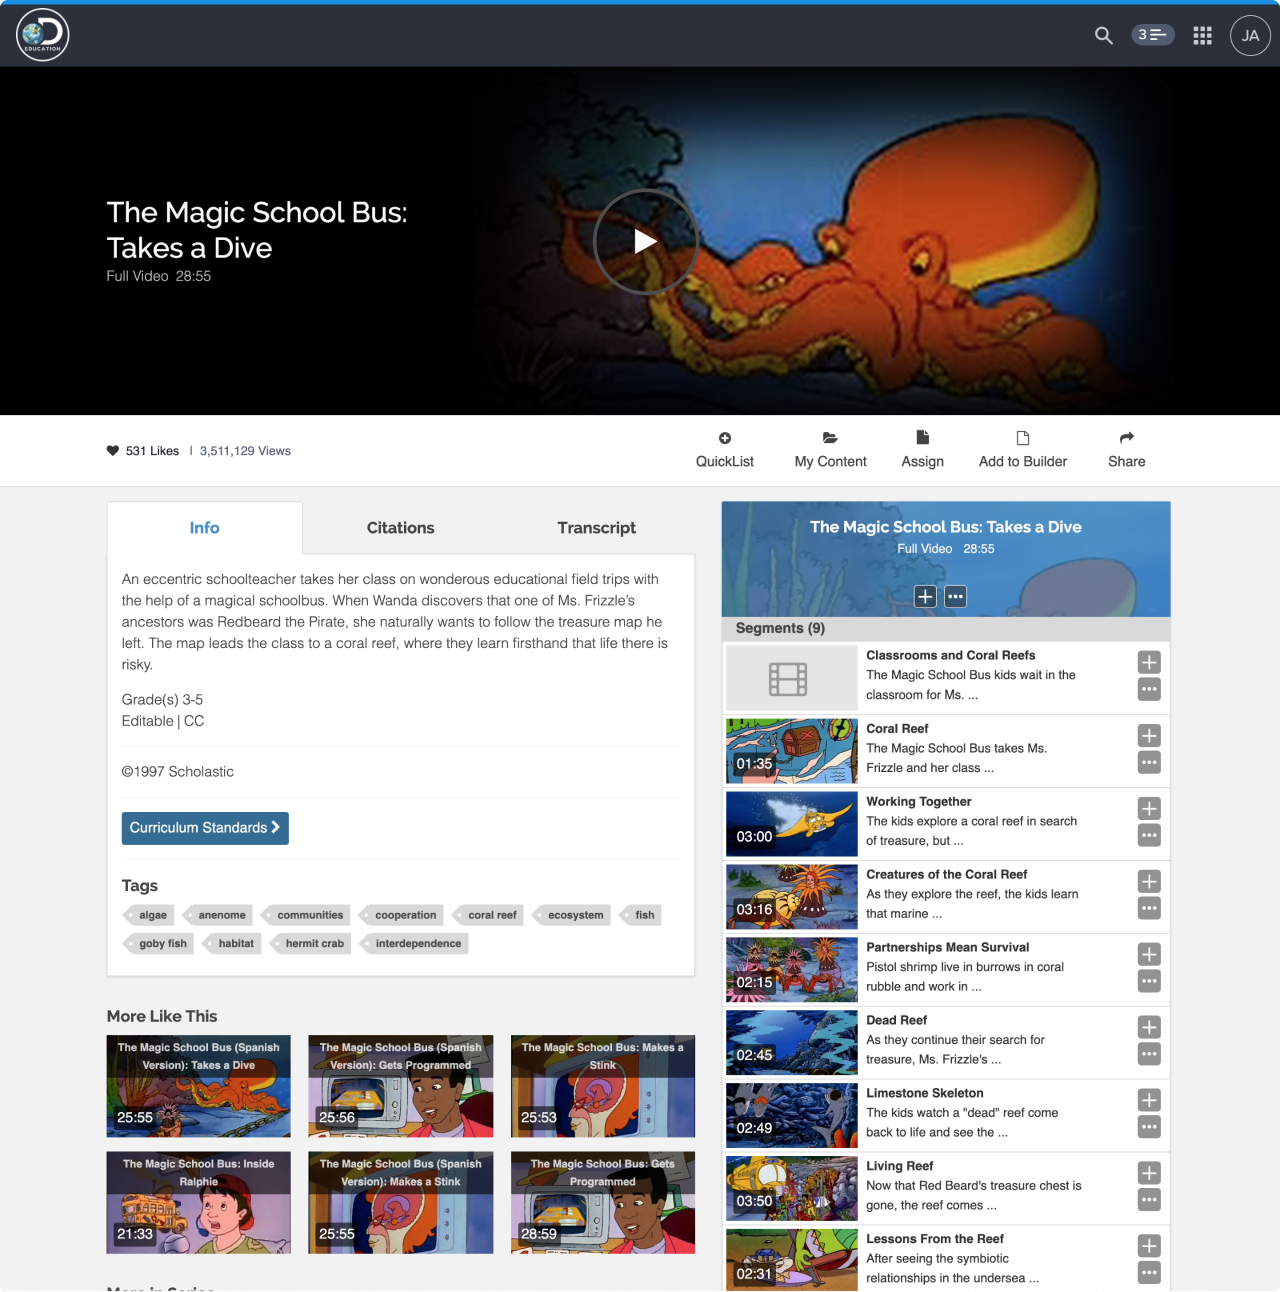 D
EDUCATION
3
JA
The Magic School Bus:
Takes a Dive
Full Video 28:55
531 Likes | 3,511,129 Views
QuickList
My Content
Assign
Add to Builder
Share
Info
Citations
Transcript
An eccentric schoolteacher takes her class on wonderous educational field trips with
the help of a magical schoolbus. When Wanda discovers that one of Ms. Frizzle's
ancestors was Redbeard the Pirate, she naturally wants to follow the treasure map he
left. The map leads the class to a coral reef, where they learn firsthand that life there is
risky.
Grade(s) 3-5
Editable | CC
©1997 Scholastic
Curriculum Standards
Tags
algae anenome communities cooperation coral reef ecosystem fish
goby fish habitat hermit crab interdependence
More Like This
The Magic School Bus (Spanish
Version): Takes a Dive
25:55
The Magic School Bus (Spanish
Version): Gets Programmed
25:56
The Magic School Bus: Makes a
Stink
25:53
The Magic School Bus: Inside
Ralphie
21:33
The Magic School Bus (Spanish
Version): Makes a Stink
25:55
The Magic School Bus: Gets
Programmed
28:59
More in Series
The Magic School Bus: Takes a Dive
Full Video 28:55
Segments (9)
Classrooms and Coral Reefs
The Magic School Bus kids wait in the
classroom for Ms. ...
01:35
Coral Reef
The Magic School Bus takes Ms.
Frizzle and her class ...
03:00
Working Together
The kids explore a coral reef in search
of treasure, but ...
03:16
Creatures of the Coral Reef
As they explore the reef, the kids learn
that marine ...
02:15
Partnerships Mean Survival
Pistol shrimp live in burrows in coral
rubble and work in ...
02:45
Dead Reef
As they continue their search for
treasure, Ms. Frizzle's ...
02:49
Limestone Skeleton
The kids watch a "dead" reef come
back to life and see the ...
03:50
Living Reef
Now that Red Beard's treasure chest is
gone, the reef comes ...
02:31
Lessons From the Reef
After seeing the symbiotic
relationships in the undersea ...